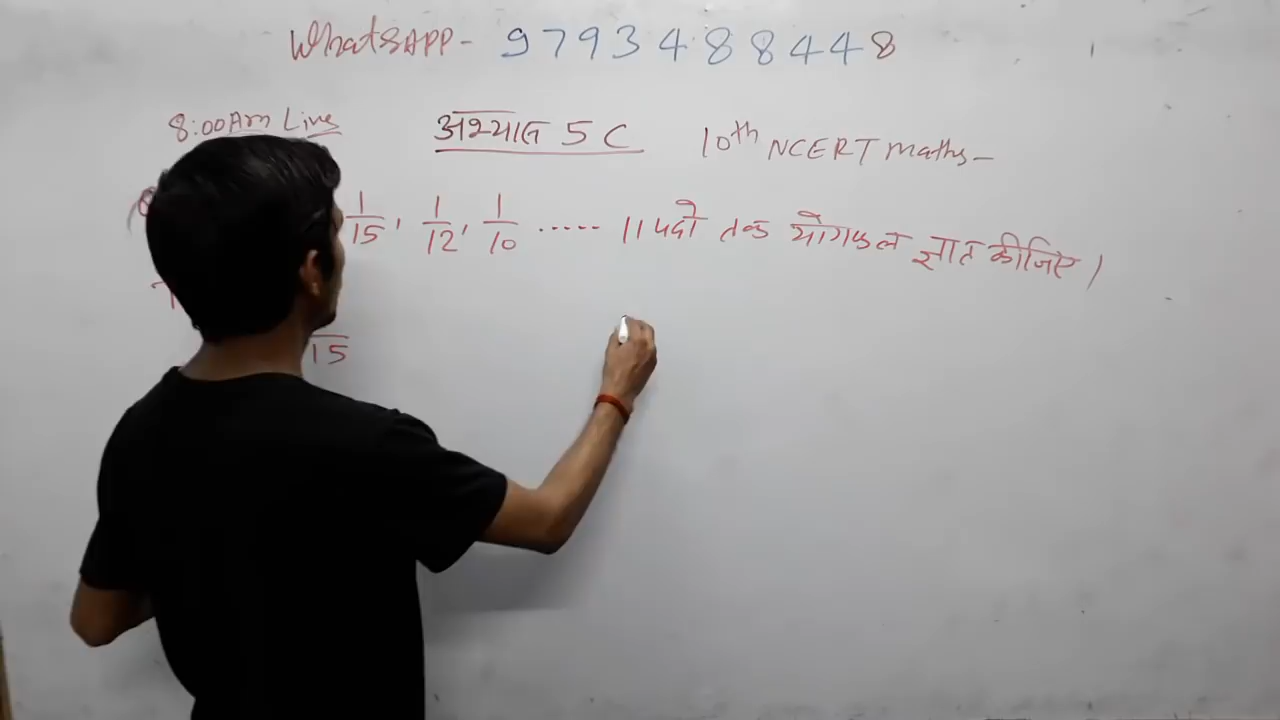 WhatsAPP- 9793488448
8:00Am Live
अभ्यास 5 C
10th NCERT maths-
1/15, 1/12, 1/10 ..... 11 पदों तक योगफल ज्ञात कीजिए।
15